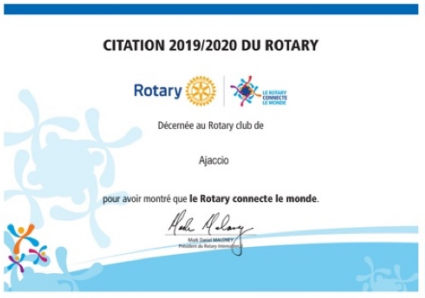 CITATION 2019/2020 DU ROTARY
Rotary
LE ROTARY
CONNECTE
LE MONDE
Décernée au Rotary club de
Ajaccio
pour avoir montré que le Rotary connecte le monde.
Mark Daniel MALONEY
Président du Rotary International